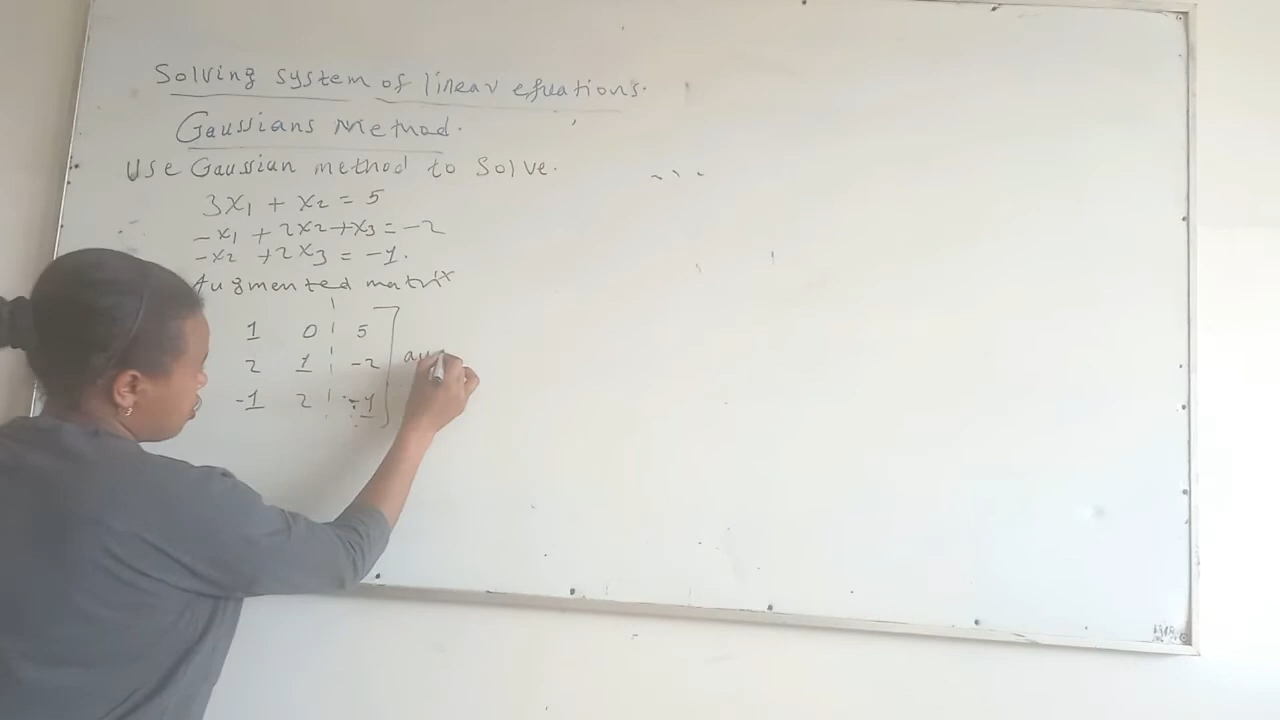 Solving system of linear equations.
Gaussians Method.
Use Gaussian method to Solve.
3x1 + x2 = 5
-x1 + 2x2 + x3 = -2
-x2 + 2x3 = -1.
Augmented matrix
1 0 | 5
2 1 | -2 au
-1 2 | -1